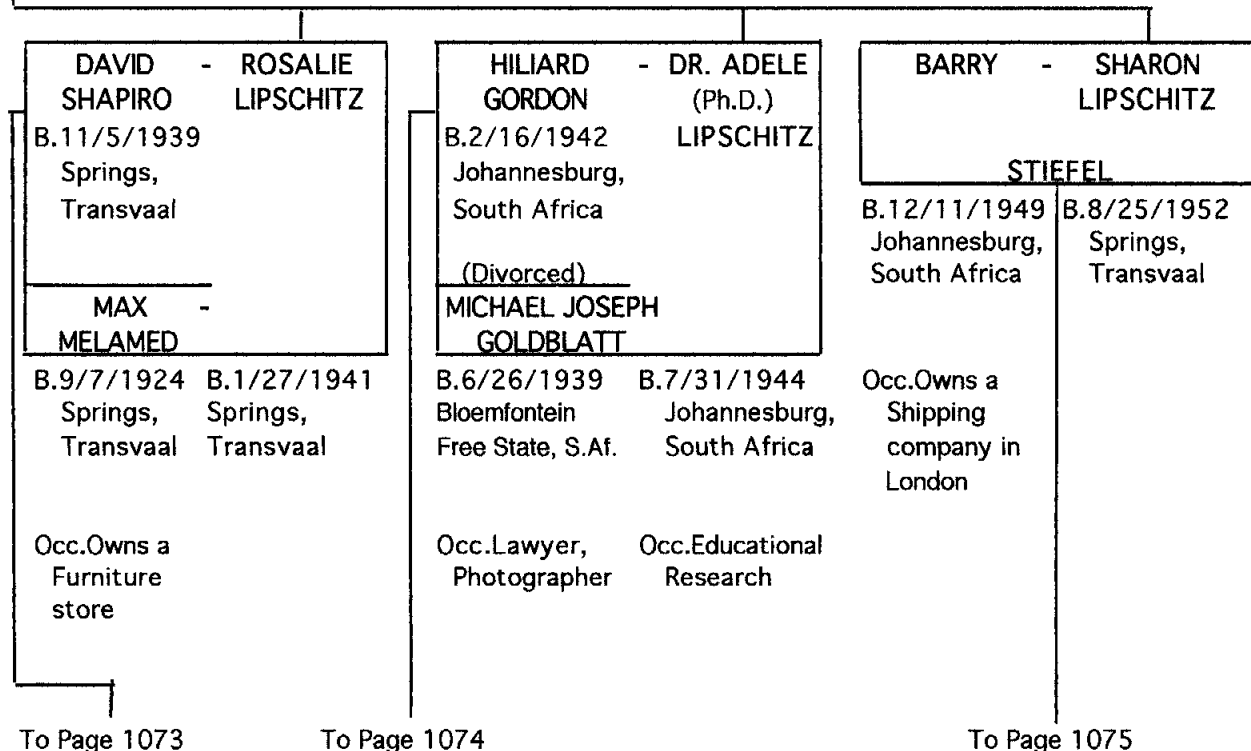 DAVID - ROSALIE
SHAPIRO LIPSCHITZ
B.11/5/1939
Springs,
Transvaal
MAX -
MELAMED
B.9/7/1924 B.1/27/1941
Springs, Springs,
Transvaal Transvaal
Occ.Owns a
Furniture
store
To Page 1073
HILIARD - DR. ADELE
GORDON (Ph.D.)
B.2/16/1942 LIPSCHITZ
Johannesburg,
South Africa
(Divorced)
MICHAEL JOSEPH
GOLDBLATT
B.6/26/1939 B.7/31/1944
Bloemfontein Johannesburg,
Free State, S.Af. South Africa
Occ.Lawyer, Occ.Educational
Photographer Research
To Page 1074
BARRY - SHARON
LIPSCHITZ
STIEFEL
B.12/11/1949 B.8/25/1952
Johannesburg, Springs,
South Africa Transvaal
Occ.Owns a
Shipping
company in
London
To Page 1075